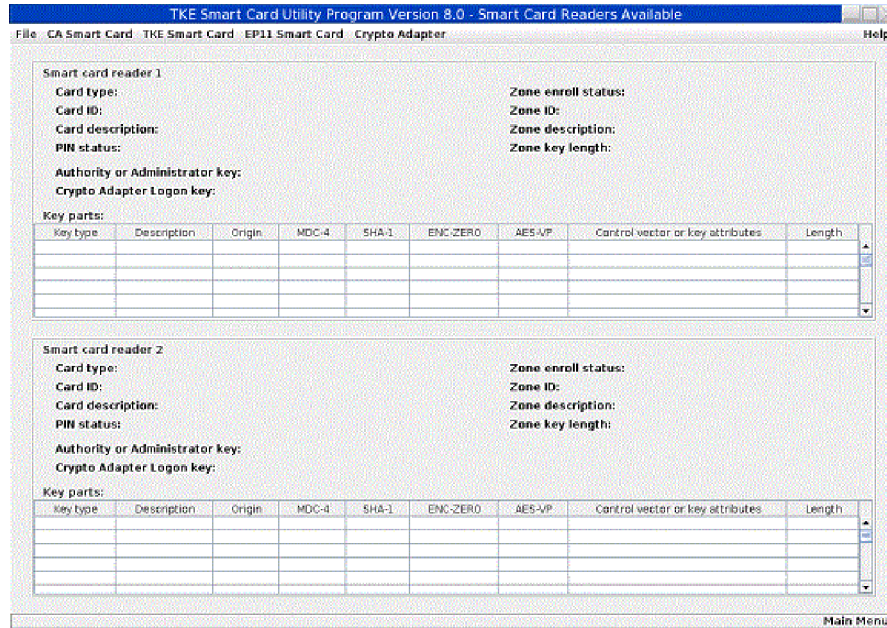 TKE Smart Card Utility Program Version 8.0 - Smart Card Readers Available
File CA Smart Card TKE Smart Card EP11 Smart Card Crypto Adapter Help
Smart card reader 1
Card type: Zone enroll status:
Card ID: Zone ID:
Card description: Zone description:
PIN status: Zone key length:
Authority or Administrator key:
Crypto Adapter Logon key:
Key parts:
Key type Description Origin MDC-4 SHA-1 ENC-ZERO AES-VP Control vector or key attributes Length
Smart card reader 2
Card type: Zone enroll status:
Card ID: Zone ID:
Card description: Zone description:
PIN status: Zone key length:
Authority or Administrator key:
Crypto Adapter Logon key:
Key parts:
Key type Description Origin MDC-4 SHA-1 ENC-ZERO AES-VP Control vector or key attributes Length
Main Menu